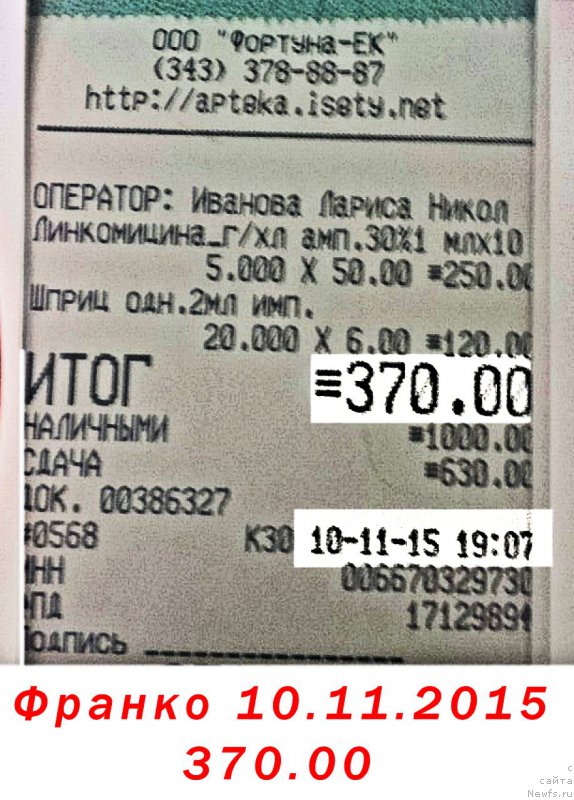 ООО "Фортуна-ЕК"
(343) 378-88-87
http://apteka.isety.net
ОПЕРАТОР: Иванова Лариса Никол
Линкомицина_г/хл амп.30%1 млх10
5.000 X 50.00 ≡250.00
Шприц одн.2мл имп.
20.000 X 6.00 ≡120.00
ИТОГ ≡370.00
НАЛИЧНЫМИ ≡1000.00
СДАЧА ≡630.00
ДОК. 00386327
#0568 К30 10-11-15 19:07
ИНН 006670329730
ЭПД 17129894
Подпись
Франко 10.11.2015
370.00
с
сайта
Newfs.ru